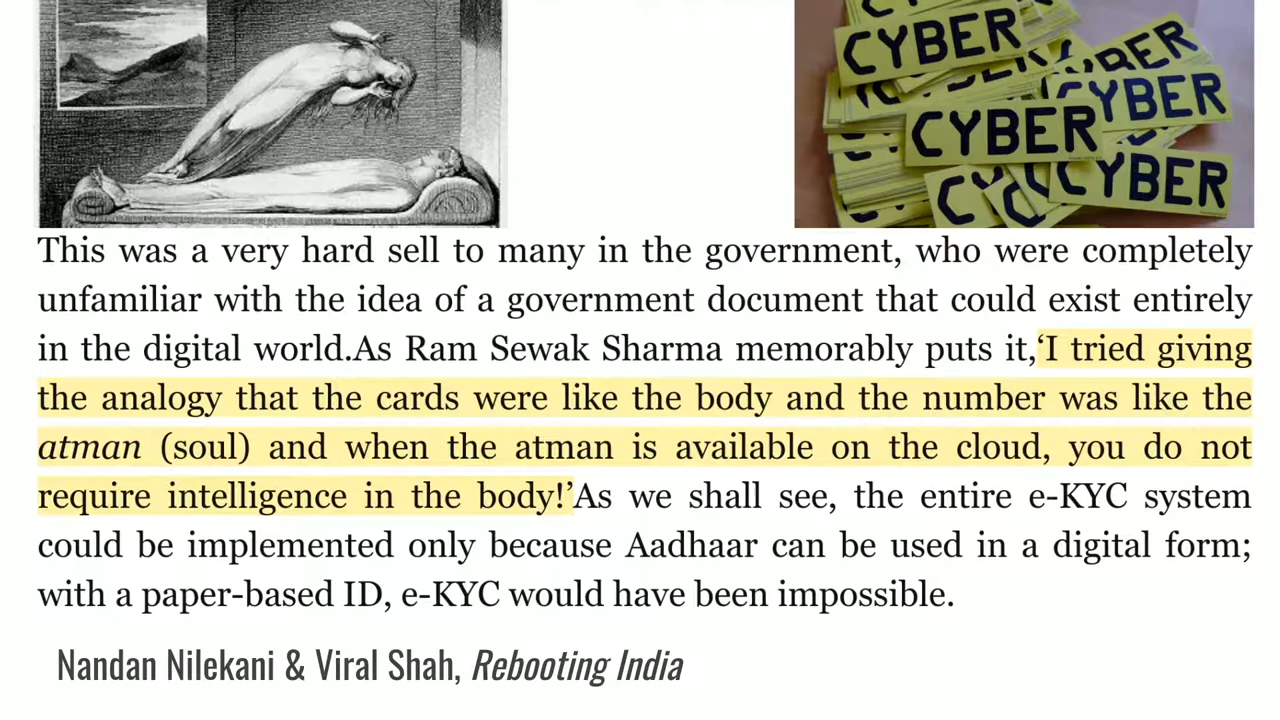 CYBER
CYBER
CYBER
CYBER
CYBER
This was a very hard sell to many in the government, who were completely
unfamiliar with the idea of a government document that could exist entirely
in the digital world.As Ram Sewak Sharma memorably puts it,‘I tried giving
the analogy that the cards were like the body and the number was like the
atman (soul) and when the atman is available on the cloud, you do not
require intelligence in the body!’As we shall see, the entire e-KYC system
could be implemented only because Aadhaar can be used in a digital form;
with a paper-based ID, e-KYC would have been impossible.
Nandan Nilekani & Viral Shah, Rebooting India